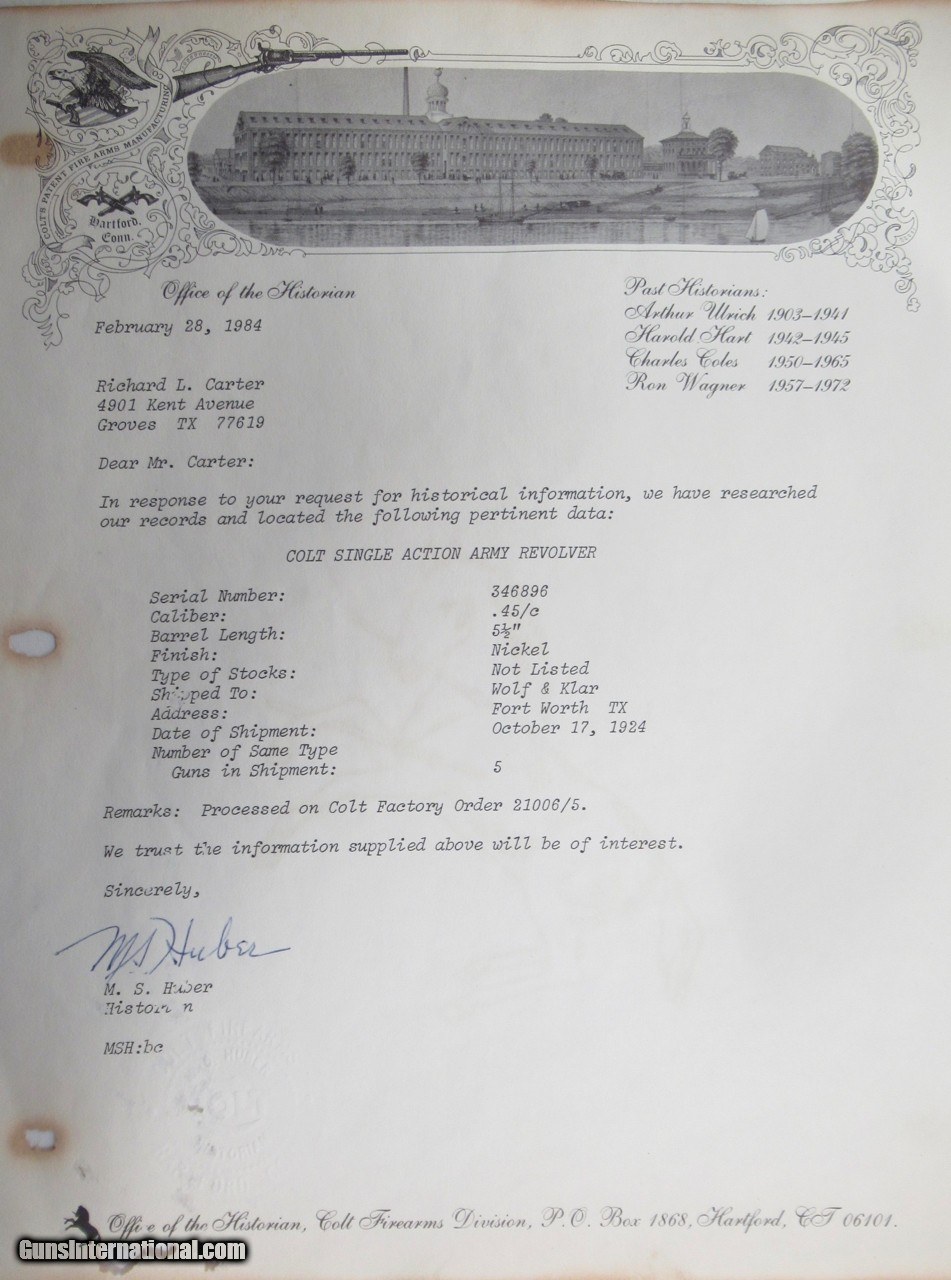 COLT'S PATENT FIRE ARMS MANUFACTURING
Hartford,
Conn.
Office of the Historian
February 28, 1984
Past Historians:
Arthur Ulrich 1903–1941
Harold Hart 1942–1945
Charles Coles 1950–1965
Ron Wagner 1957–1972
Richard L. Carter
4901 Kent Avenue
Groves TX 77619
Dear Mr. Carter:
In response to your request for historical information, we have researched
our records and located the following pertinent data:
COLT SINGLE ACTION ARMY REVOLVER
Serial Number: 346896
Caliber: .45/c
Barrel Length: 5½"
Finish: Nickel
Type of Stocks: Not Listed
Shipped To: Wolf & Klar
Address: Fort Worth TX
Date of Shipment: October 17, 1924
Number of Same Type
Guns in Shipment: 5
Remarks: Processed on Colt Factory Order 21006/5.
We trust the information supplied above will be of interest.
Sincerely,
MS Huber
M. S. Huber
Historian
MSH:bc
Office of the Historian, Colt Firearms Division, P.O. Box 1868, Hartford, CT 06101.
GunsInternational.com